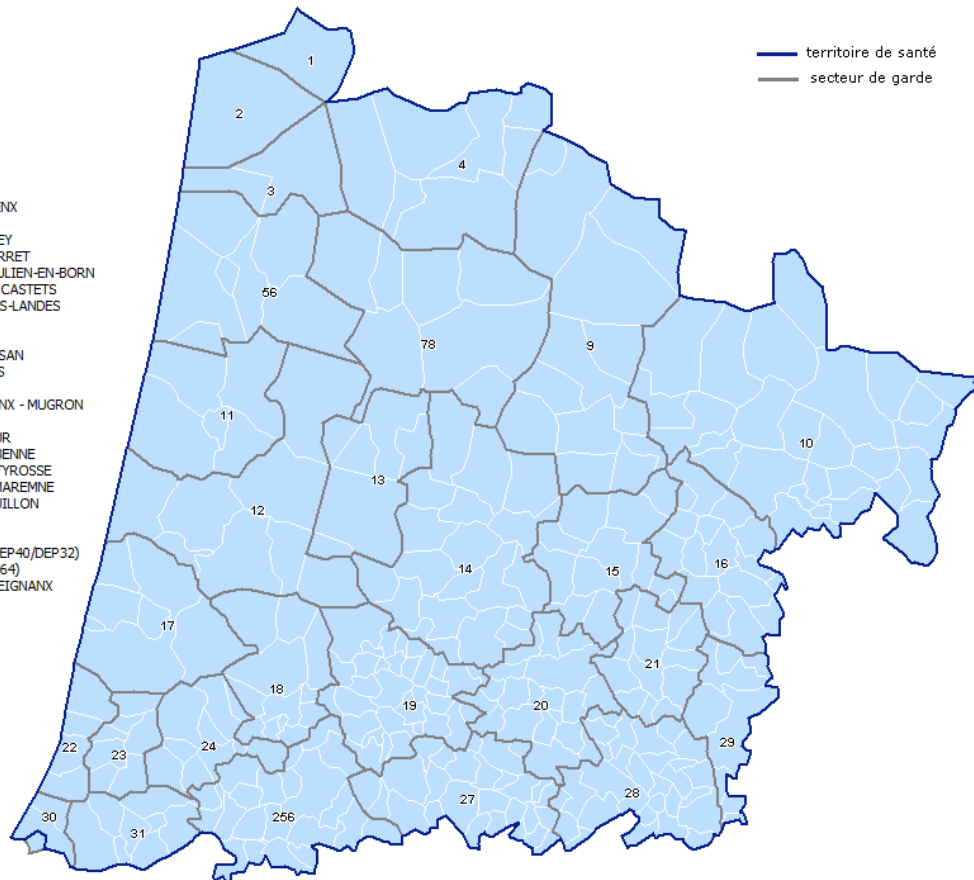 territoire de santé
secteur de garde
1
2
4
3
NX
EY
RRET
ULIEN-EN-BORN
CASTETS
S-LANDES
56
78
9
SAN
S
NX - MUGRON
11
10
UR
JENNE
TYROSSE
MAREMNE
UILLON
13
12
EP40/DEP32)
64)
EIGNANX
14
15
16
17
21
18
19
20
22
23
24
29
27
28
30
31
256